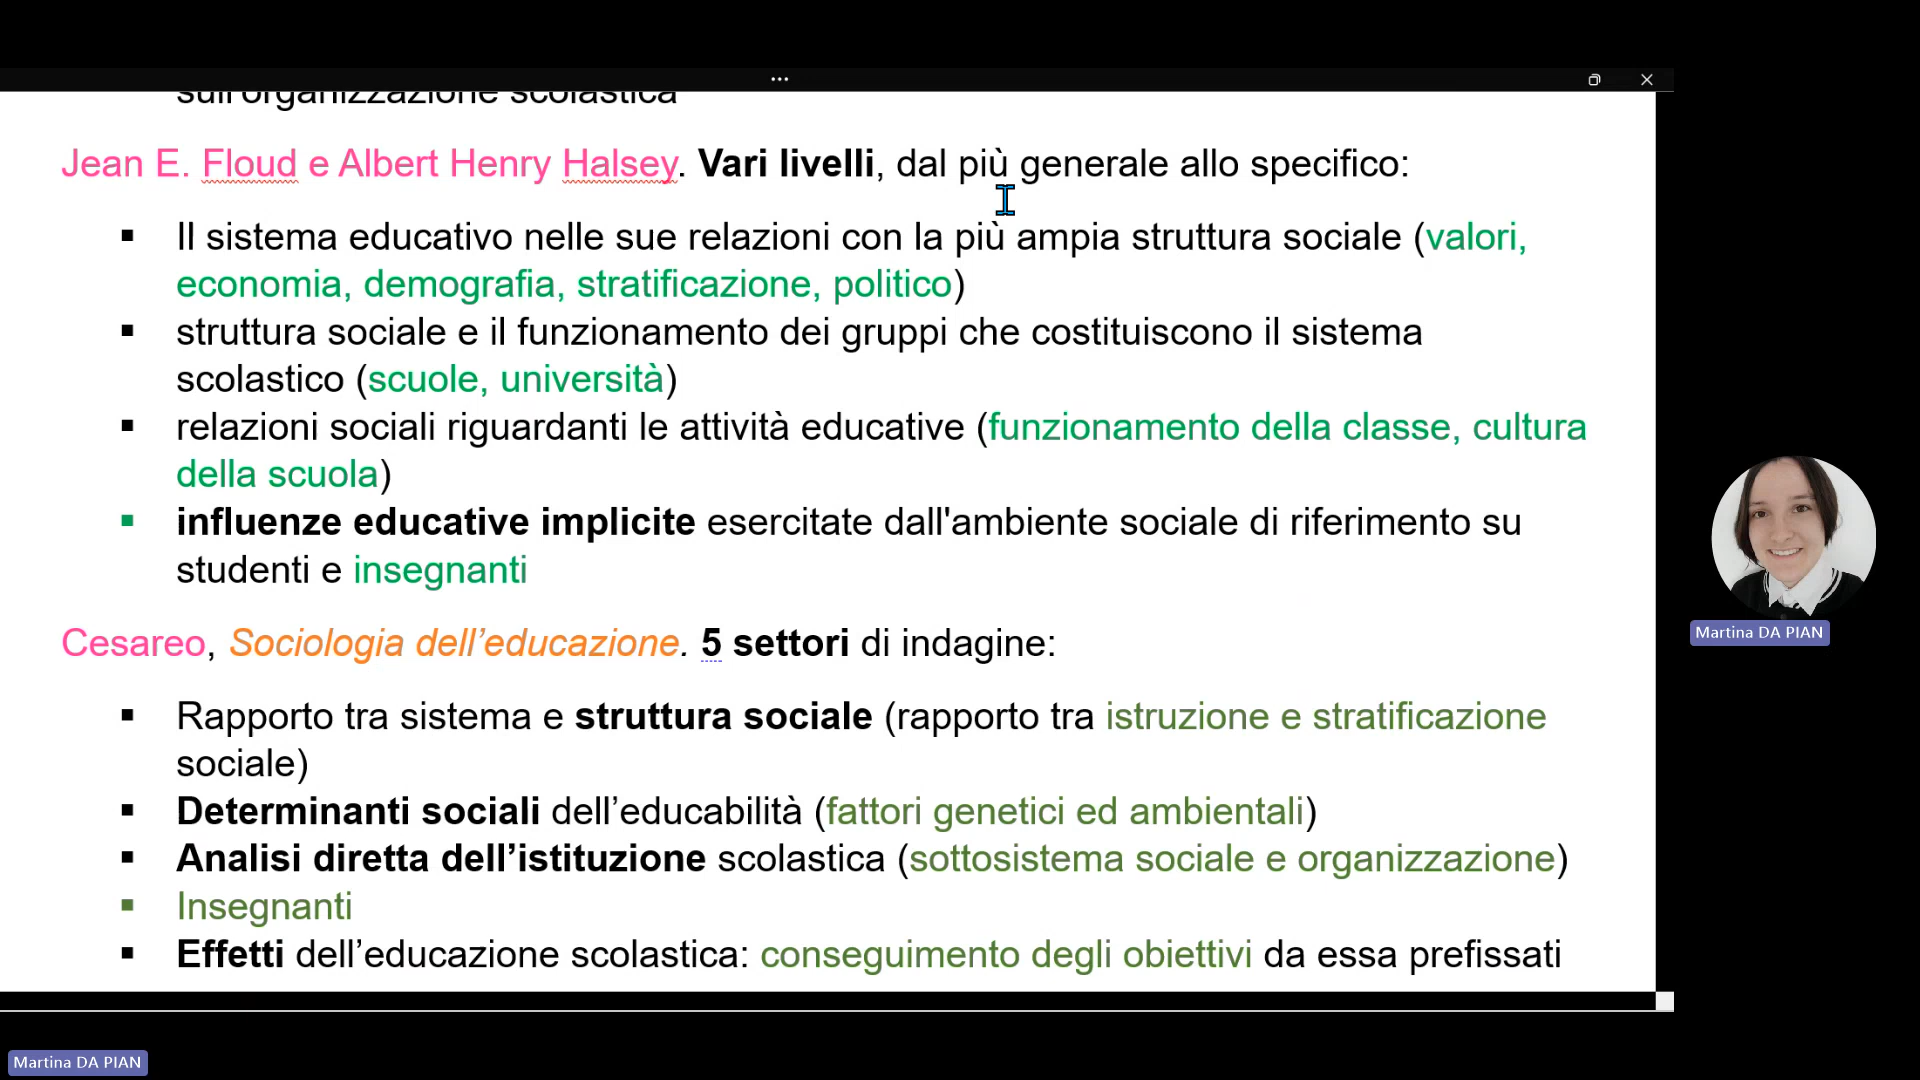 sull'organizzazione scolastica
Jean E. Floud e Albert Henry Halsey. Vari livelli, dal più generale allo specifico:
▪ Il sistema educativo nelle sue relazioni con la più ampia struttura sociale (valori,
economia, demografia, stratificazione, politico)
▪ struttura sociale e il funzionamento dei gruppi che costituiscono il sistema
scolastico (scuole, università)
▪ relazioni sociali riguardanti le attività educative (funzionamento della classe, cultura
della scuola)
▪ influenze educative implicite esercitate dall'ambiente sociale di riferimento su
studenti e insegnanti
Cesareo, Sociologia dell’educazione. 5 settori di indagine:
▪ Rapporto tra sistema e struttura sociale (rapporto tra istruzione e stratificazione
sociale)
▪ Determinanti sociali dell’educabilità (fattori genetici ed ambientali)
▪ Analisi diretta dell’istituzione scolastica (sottosistema sociale e organizzazione)
▪ Insegnanti
▪ Effetti dell’educazione scolastica: conseguimento degli obiettivi da essa prefissati
Martina DA PIAN
Martina DA PIAN